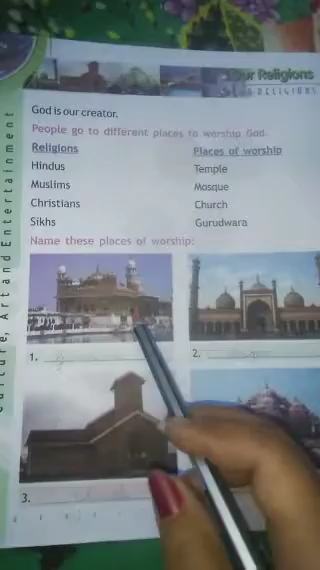 Our Religions
RELIGIONS
God is our creator.
People go to different places to worship God.
Religions Places of worship
Hindus Temple
Muslims Mosque
Christians Church
Sikhs Gurudwara
Name these places of worship:
1. 2.
3.
Culture, Art and Entertainment